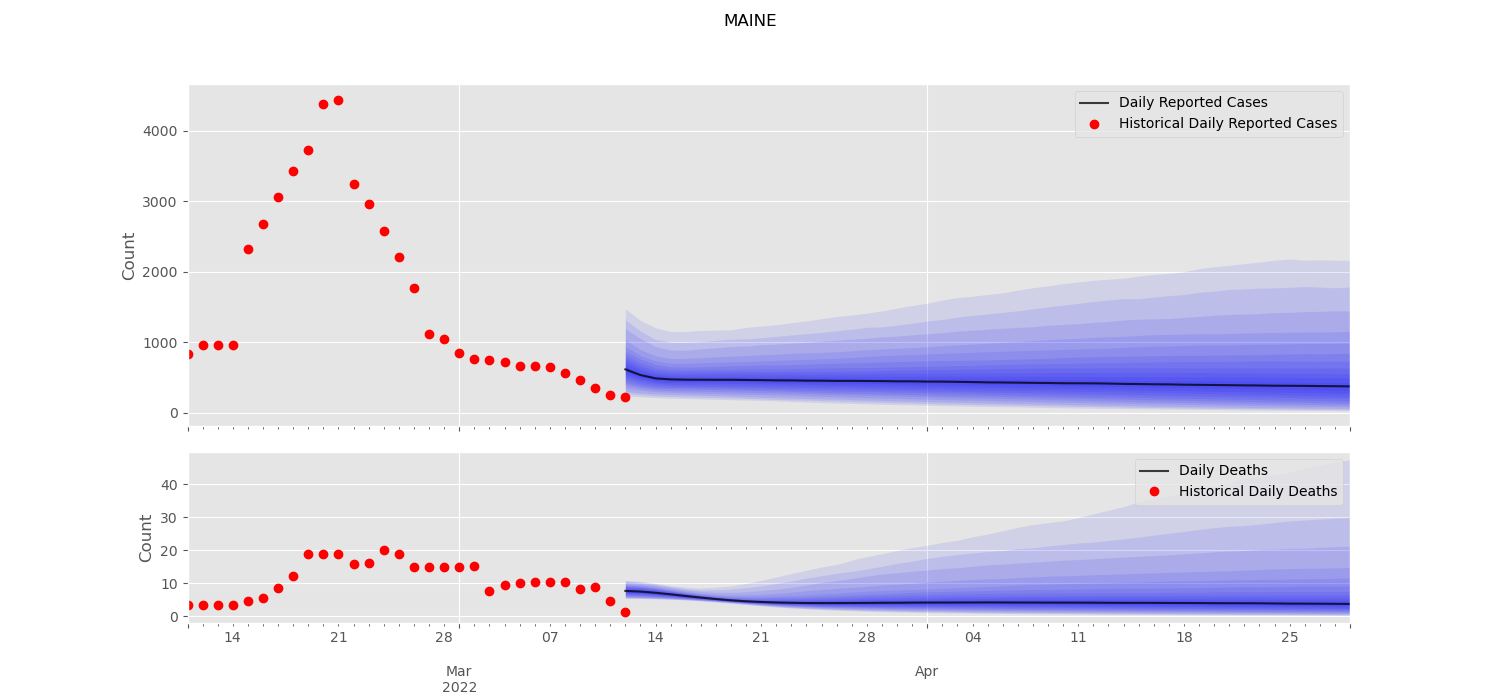 MAINE
Count
4000
3000
2000
1000
0
Daily Reported Cases
Historical Daily Reported Cases
Count
40
30
20
10
0
Daily Deaths
Historical Daily Deaths
14 21 28 07 14 21 28 04 11 18 25
Mar Apr
2022